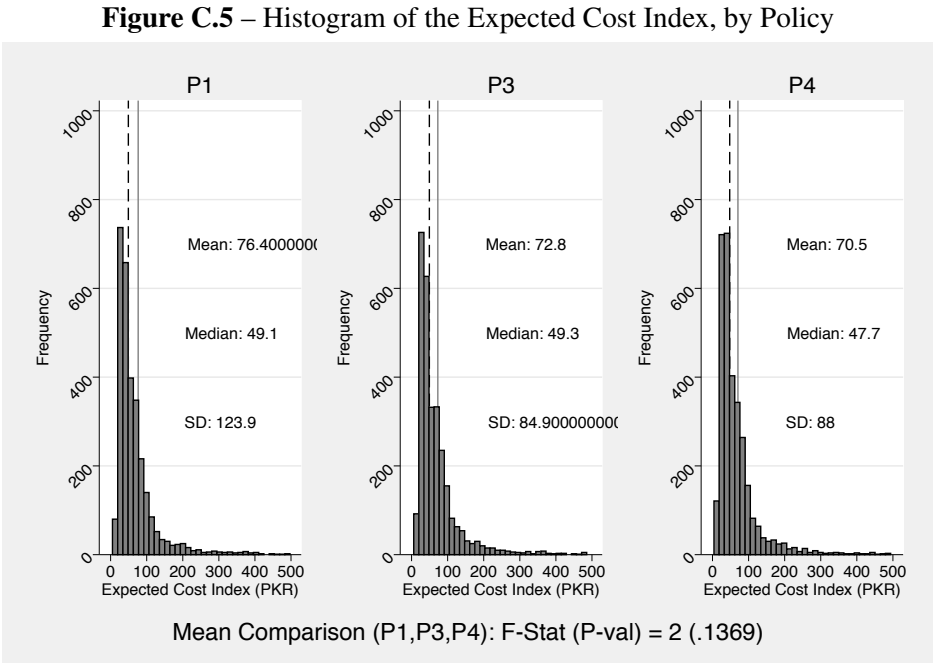 Figure C.5 – Histogram of the Expected Cost Index, by Policy
P1
1000
800
600
400
200
0
Frequency
Mean: 76.4000000(
Median: 49.1
SD: 123.9
0 100 200 300 400 500
Expected Cost Index (PKR)
P3
1000
800
600
400
200
0
Frequency
Mean: 72.8
Median: 49.3
SD: 84.900000000(
0 100 200 300 400 500
Expected Cost Index (PKR)
P4
1000
800
600
400
200
0
Frequency
Mean: 70.5
Median: 47.7
SD: 88
0 100 200 300 400 500
Expected Cost Index (PKR)
Mean Comparison (P1,P3,P4): F-Stat (P-val) = 2 (.1369)